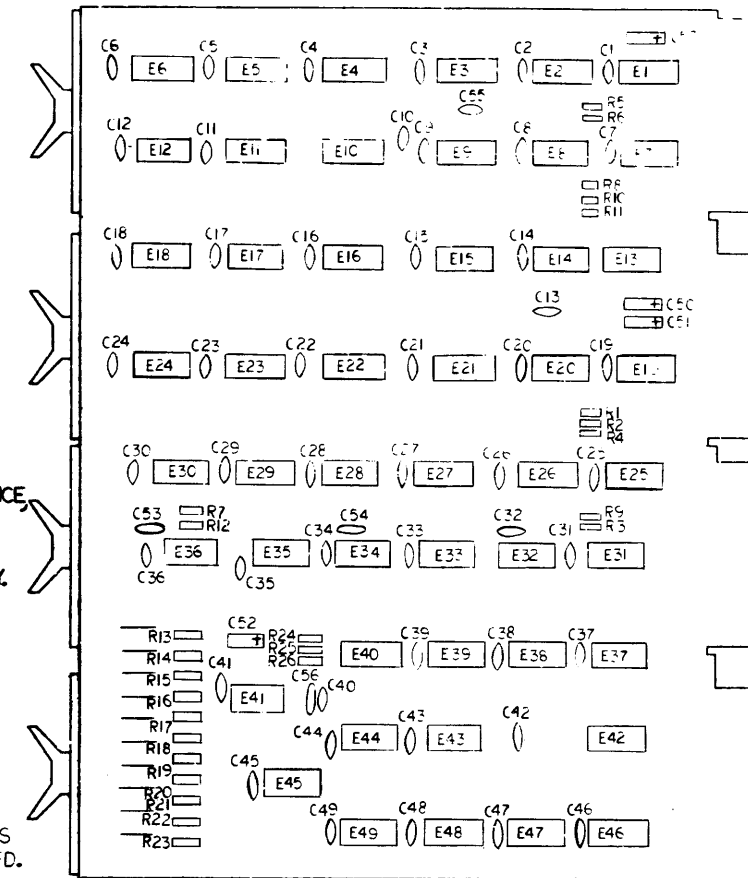 C6 C5 C4 C3 C2 C1
E6 E5 E4 E3 E2 E1
C55
R5
R6
C12 C11 C10 C9 C8 C7
E12 E11 E10 E9 E8 E7
R8
R10
R11
C18 C17 C16 C15 C14
E18 E17 E16 E15 E14 E13
C13
C50
C51
C24 C23 C22 C21 C20 C19
E24 E23 E22 E21 E20
R1
R2
R4
C30 C29 C28 C27 C26 C25
E30 E29 E28 E27 E26 E25
C53 R7 C54 C32 R9
R12 C34 C33 C31 R3
E36 E35 E34 E33 E32 E31
C36 C35
C52
R13 R24
R14 R25
R15 R26
E40 C39 E39 C38 E38 C37 E37
R16 C41 E41 C56 C40
R17
R18 C44 E44 C43 E43 C42 E42
R19 C45 E45
R20
R21
R22 C49 C48 C47 C46
R23 E49 E48 E47 E46
S
D.